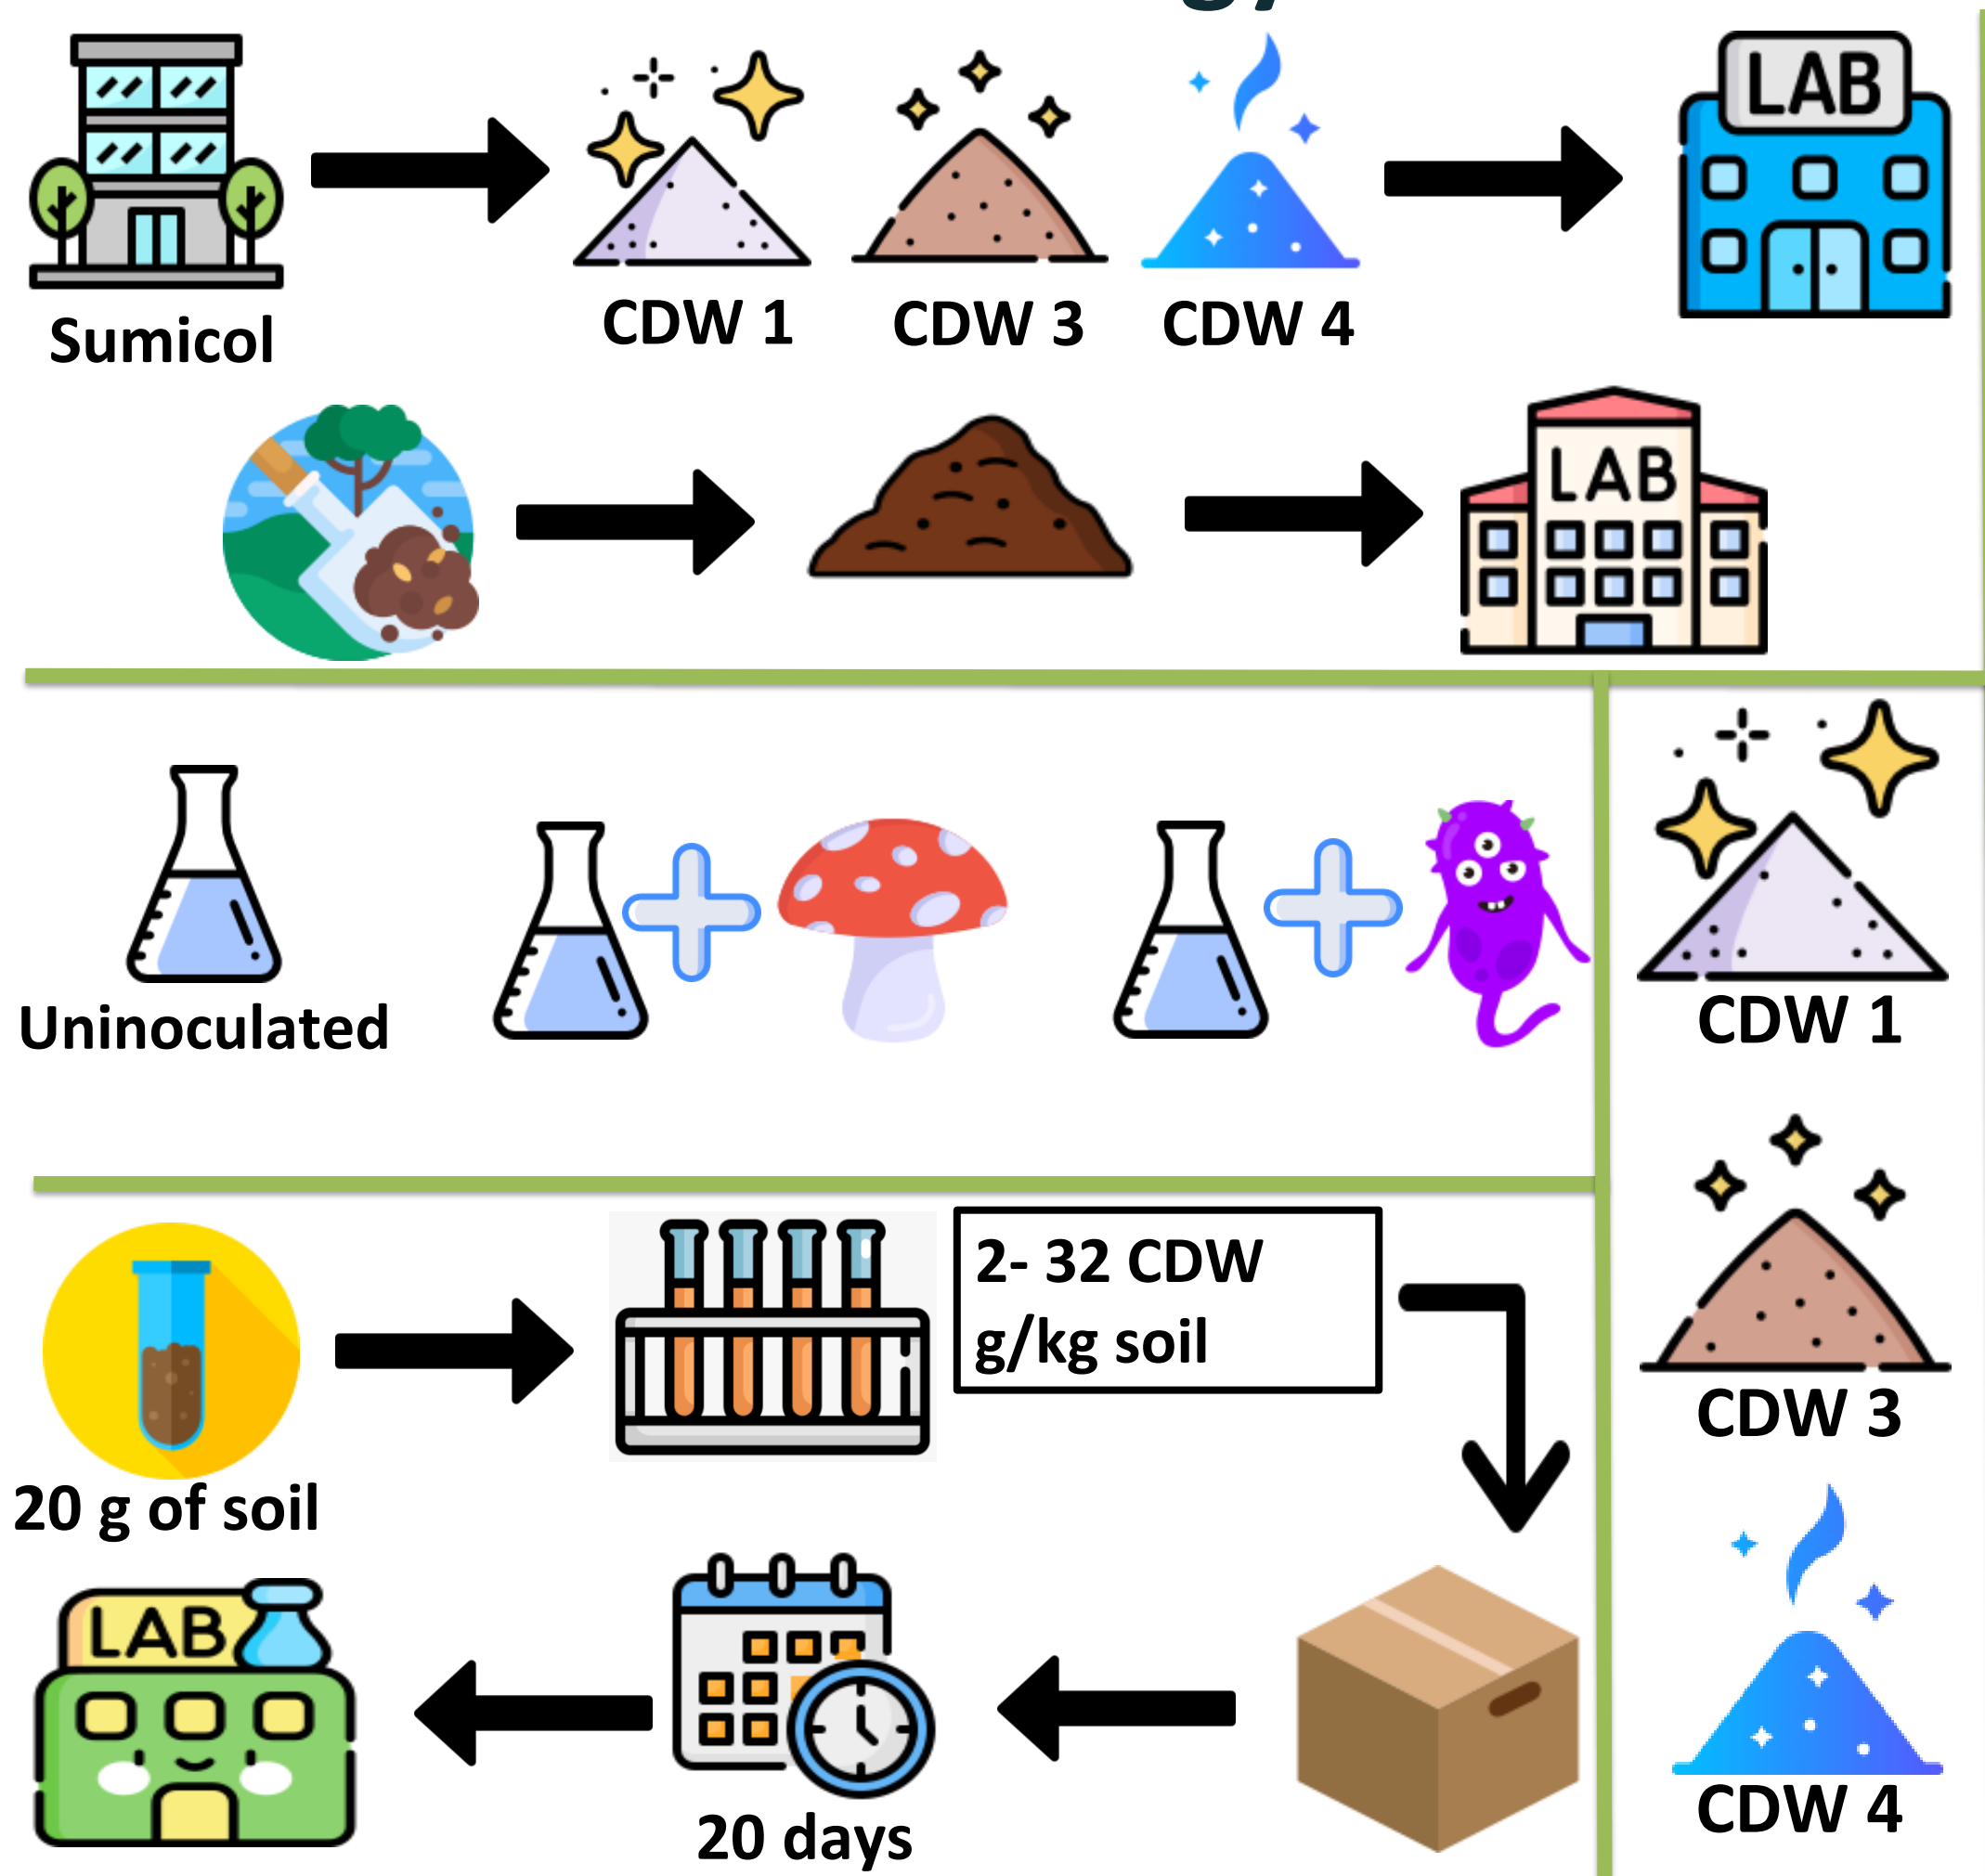 LAB
Sumicol
CDW 1
CDW 3
CDW 4
LAB
CDW 1
Uninoculated
2- 32 CDW
g/kg soil
CDW 3
20 g of soil
LAB
20 days
CDW 4